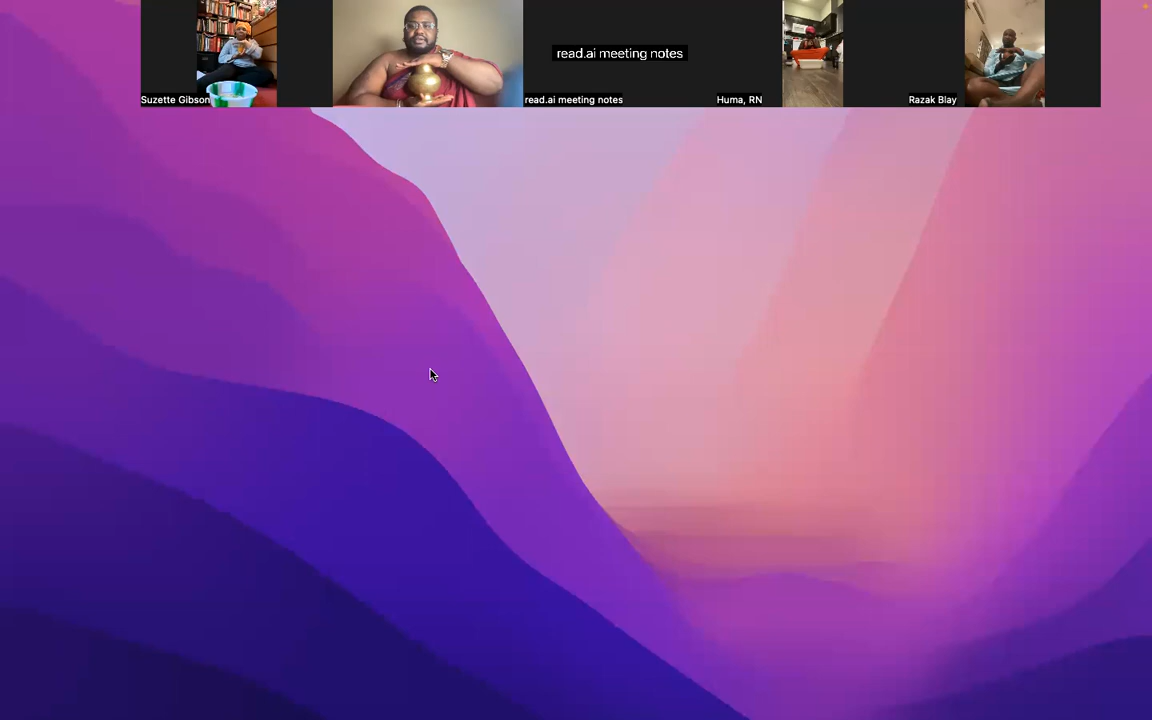 read.ai meeting notes
Suzette Gibson
read.ai meeting notes
Huma, RN
Razak Blay